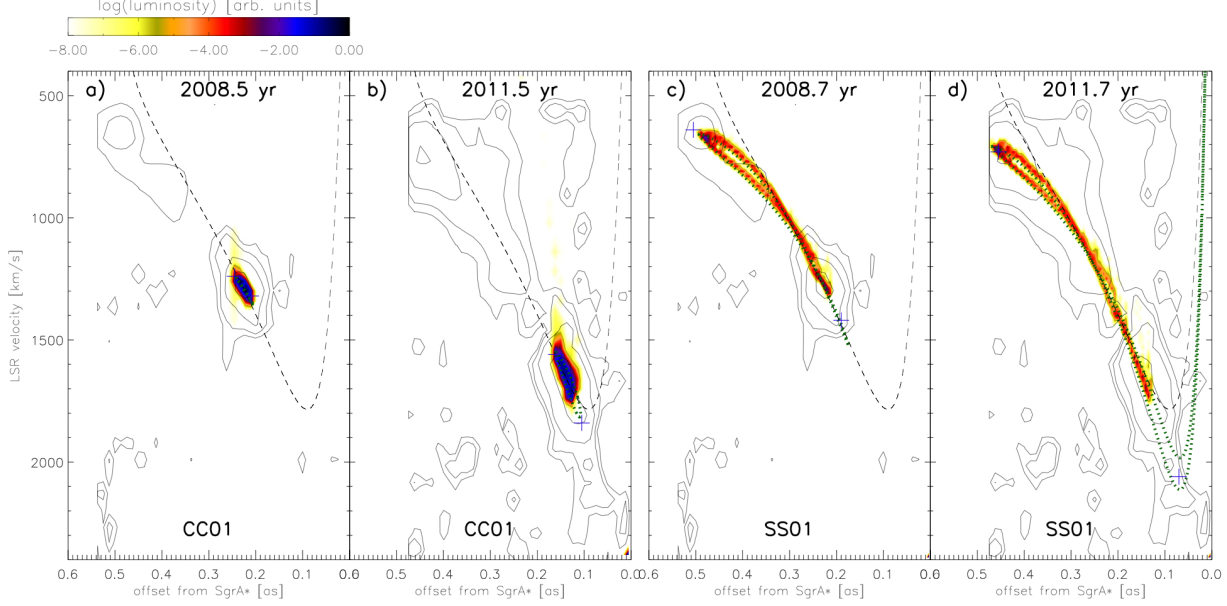 log(luminosity) [arb. units]
-8.00 -6.00 -4.00 -2.00 0.00
a) 2008.5 yr b) 2011.5 yr c) 2008.7 yr d) 2011.7 yr
500
1000
1500
2000
LSR velocity [km/s]
CC01 CC01 SS01 SS01
0.6 0.5 0.4 0.3 0.2 0.1 0.6 0.5 0.4 0.3 0.2 0.1 0.0 0.6 0.5 0.4 0.3 0.2 0.1 0.6 0.5 0.4 0.3 0.2 0.1 0.0
offset from SgrA* [as] offset from SgrA* [as] offset from SgrA* [as] offset from SgrA* [as]